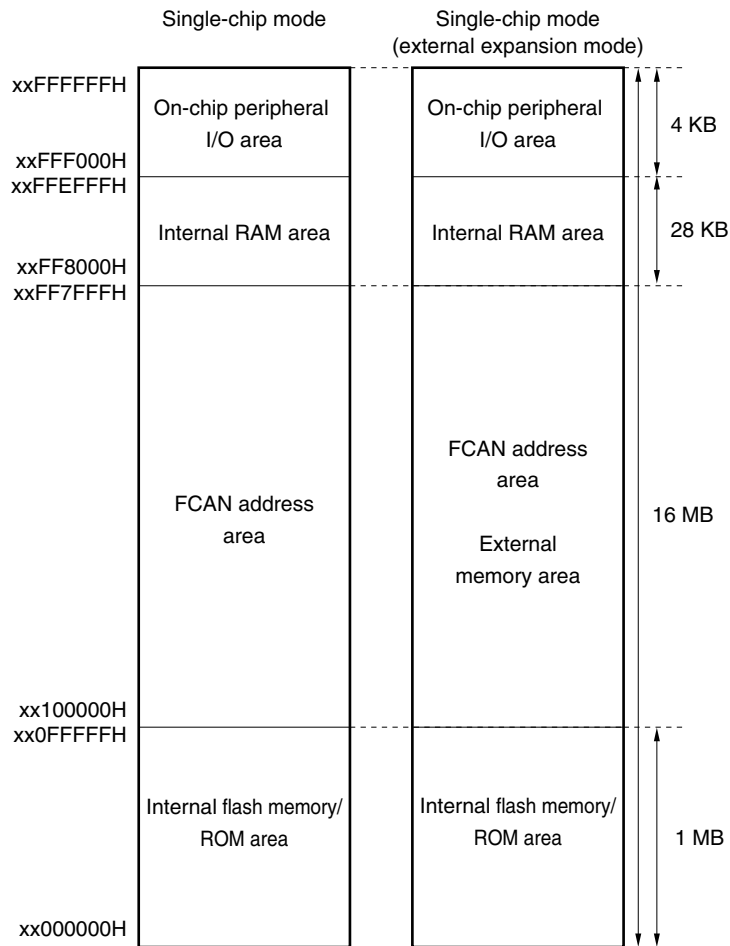 Single-chip mode
Single-chip mode
(external expansion mode)
xxFFFFFFH
On-chip peripheral
I/O area
On-chip peripheral
I/O area
4 KB
xxFFF000H
xxFFEFFFH
Internal RAM area
Internal RAM area
28 KB
xxFF8000H
xxFF7FFFH
FCAN address
area
FCAN address
area
External
memory area
16 MB
xx100000H
xx0FFFFFH
Internal flash memory/
ROM area
Internal flash memory/
ROM area
1 MB
xx000000H